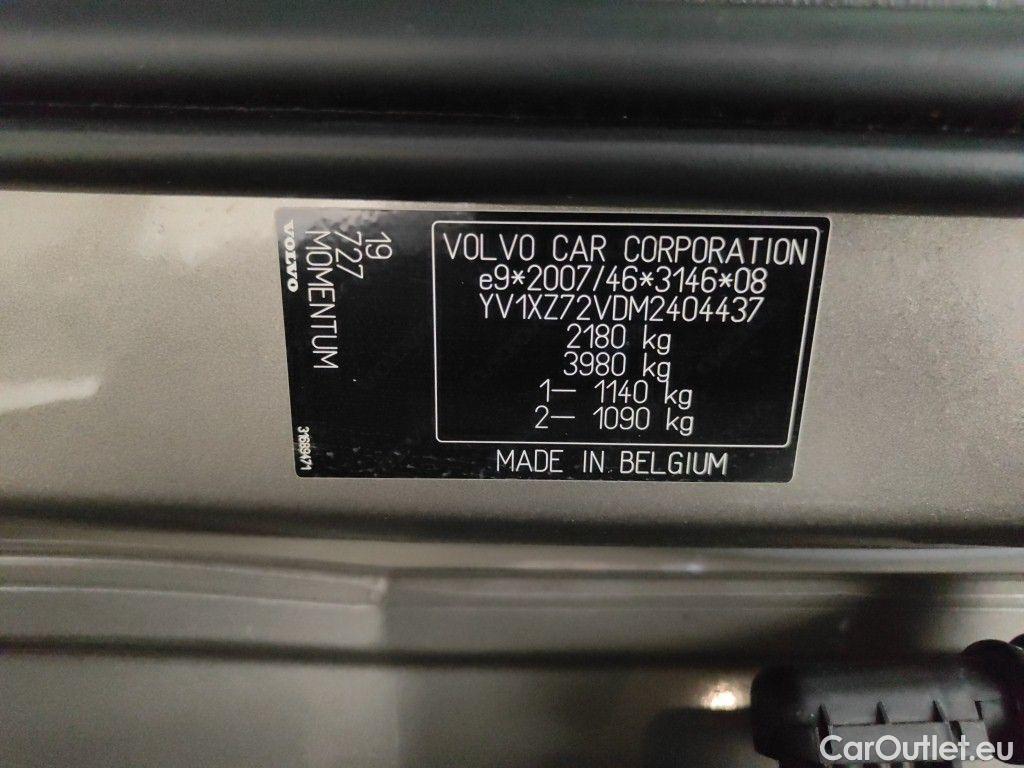 VOLVO
19
727
MOMENTUM
31689471
VOLVO CAR CORPORATION
e9*2007/46*3146*08
YV1XZ72VDM2404437
2180 kg
3980 kg
1— 1140 kg
2— 1090 kg
MADE IN BELGIUM
CarOutlet.eu